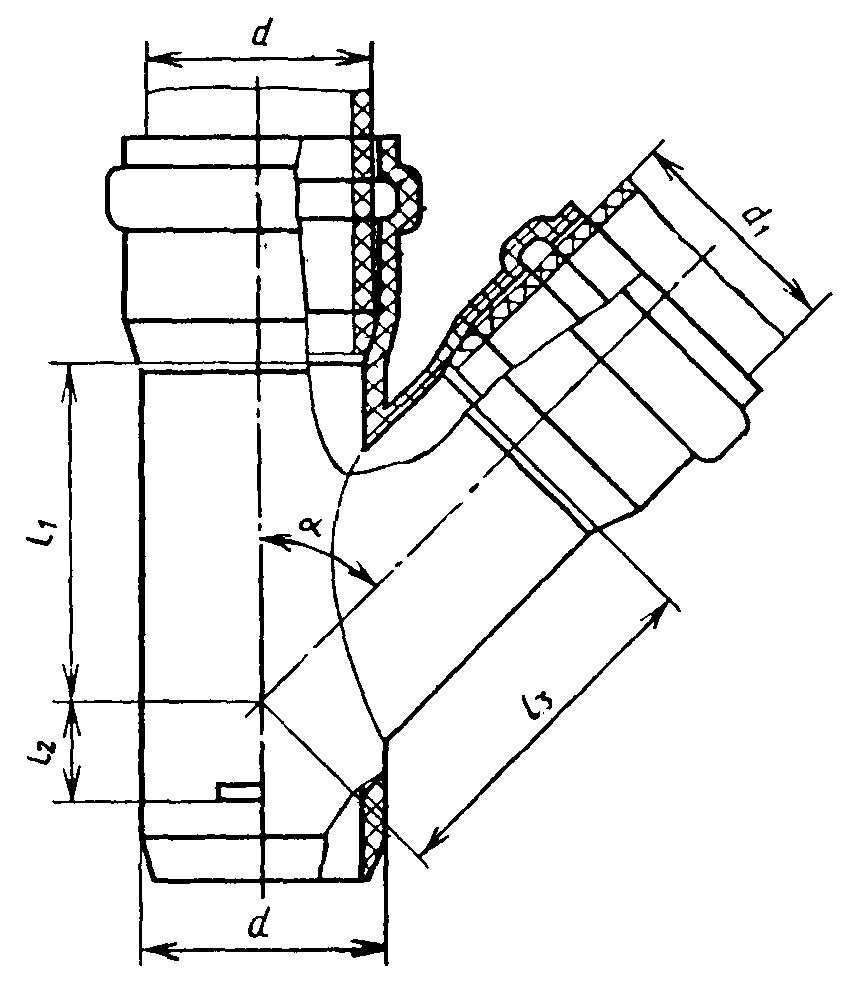 d
d₁
l₁
α
l₃
l₂
d